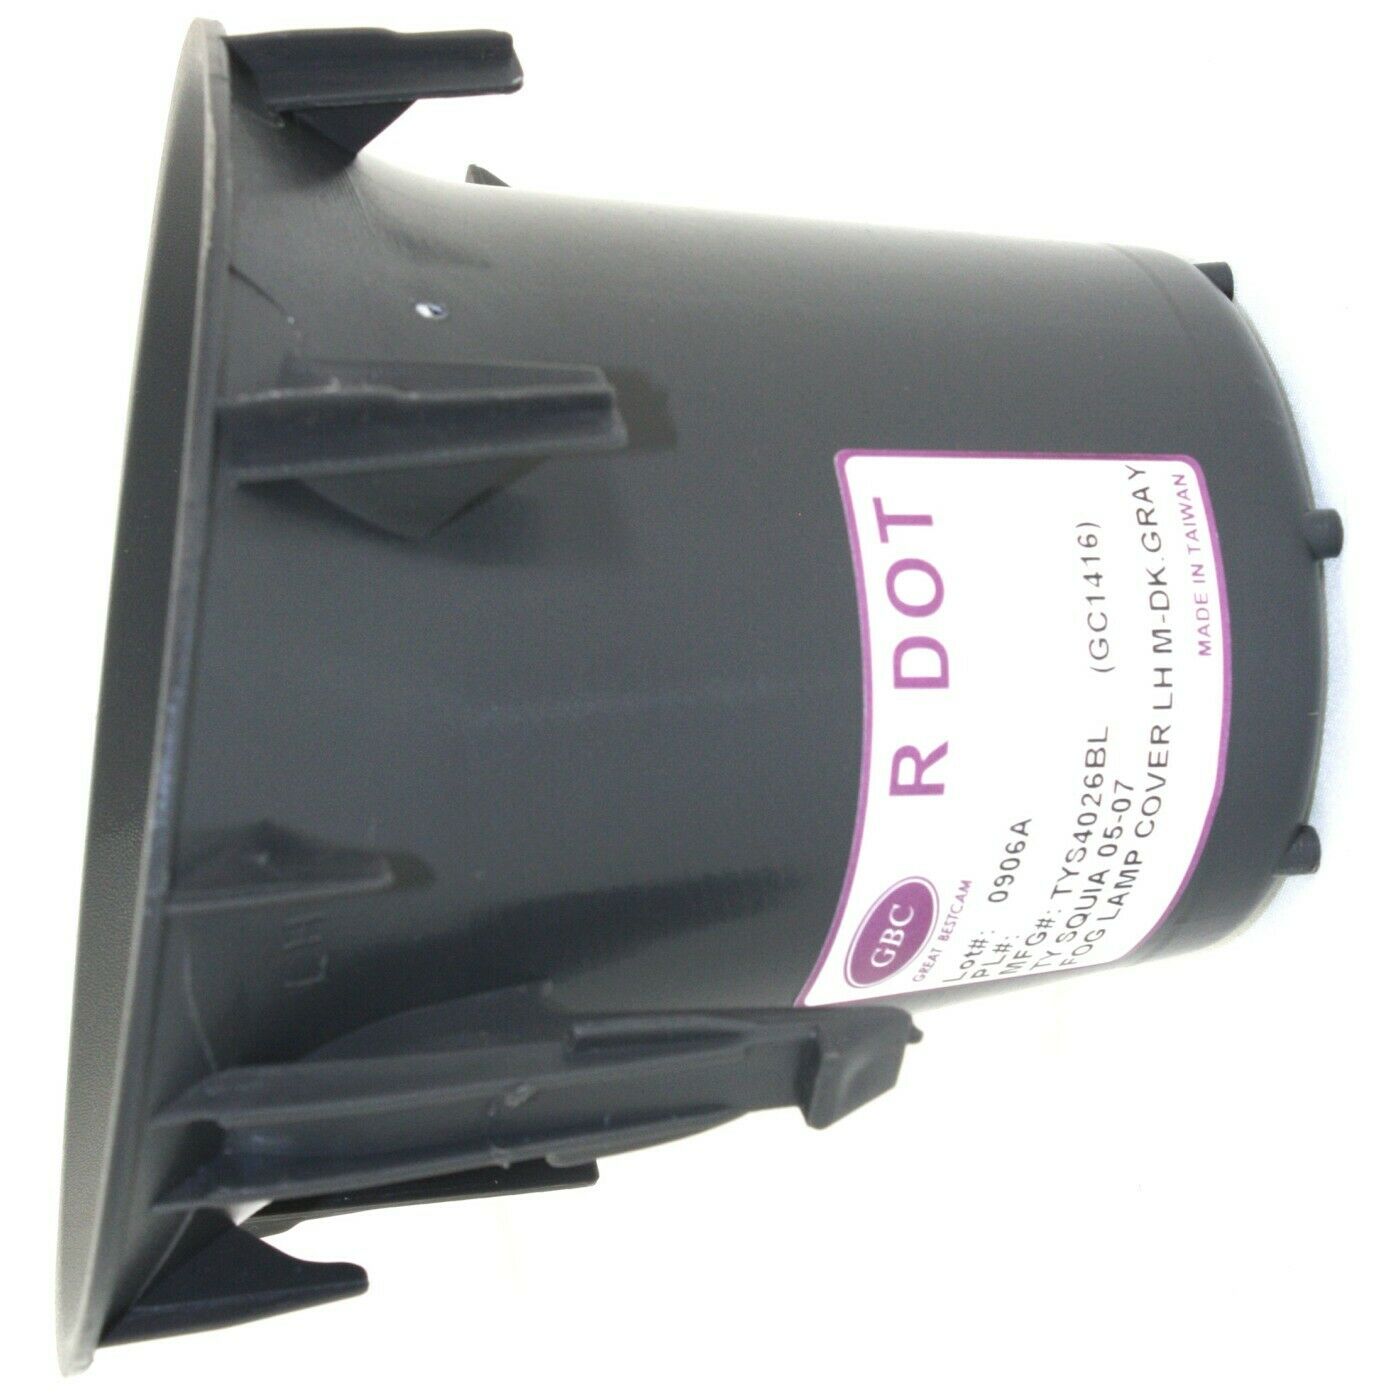 R DOT
GBC
GREAT BESTCAM
Lot#: 0906A
PL#:
MFG#: TYS4026BL (GC1416)
TY SQUIA 05-07
FOG LAMP COVER LH M-DK.GRAY
MADE IN TAIWAN
LH